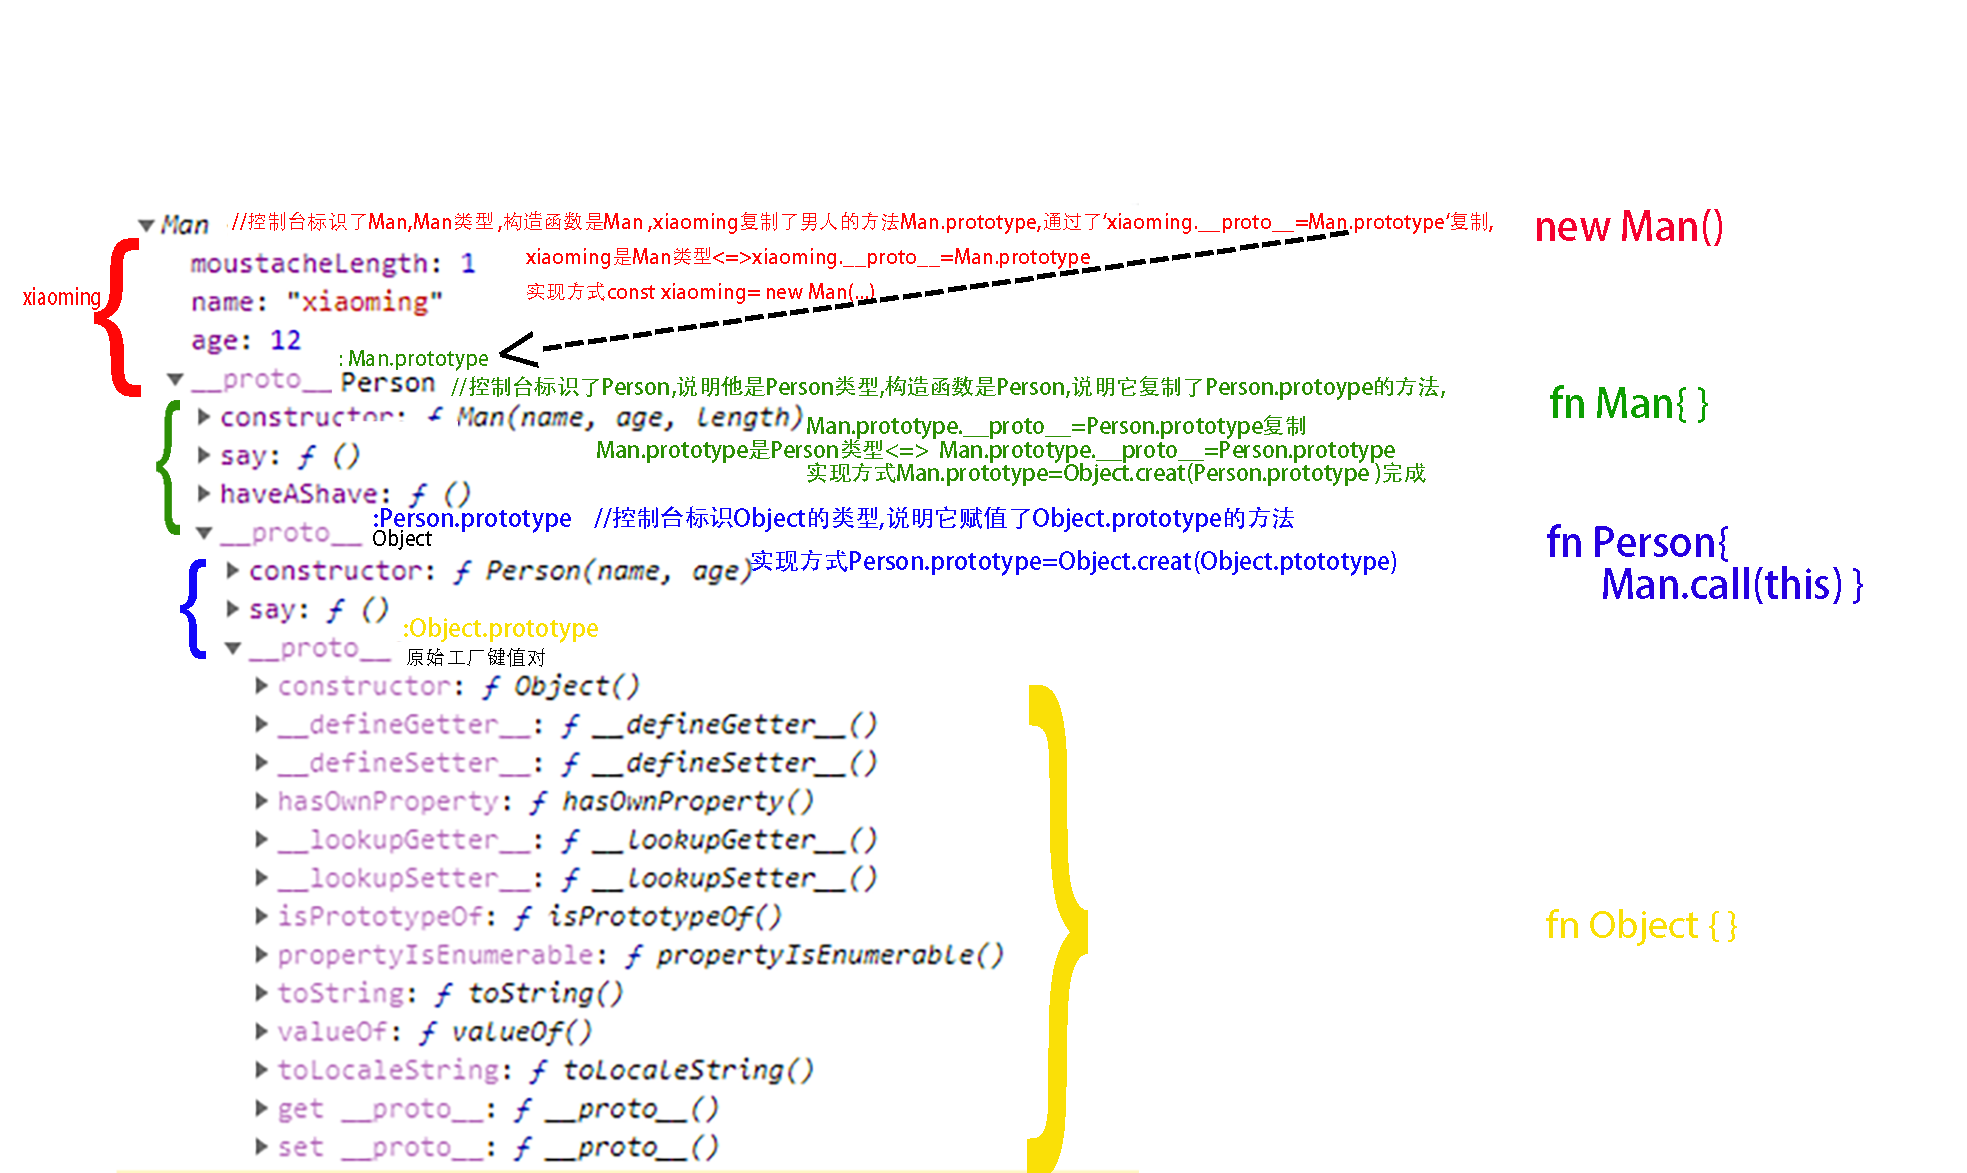 Man //控制台标识了Man,Man类型 ,构造函数是Man ,xiaoming复制了男人的方法Man.prototype,通过了‘xiaoming.__proto__=Man.prototype‘复制, new Man()
moustacheLength: 1 xiaoming是Man类型<=>xiaoming.__proto__=Man.prototype
xiaoming name: "xiaoming" 实现方式const xiaoming= new Man(...)
age: 12
: Man.prototype
__proto__ Person //控制台标识了Person,说明他是Person类型,构造函数是Person,说明它复制了Person.protoype的方法,
constructor: ƒ Man(name, age, length) Man.prototype.__proto__=Person.prototype复制 fn Man{ }
say: ƒ () Man.prototype是Person类型<=> Man.prototype.__proto__=Person.prototype
实现方式Man.prototype=Object.creat(Person.prototype )完成
haveAShave: ƒ ()
:Person.prototype //控制台标识Object的类型,说明它赋值了Object.prototype的方法
__proto__ Object fn Person{
constructor: ƒ Person(name, age) 实现方式Person.prototype=Object.creat(Object.ptototype) Man.call(this) }
say: ƒ ()
:Object.prototype
__proto__ 原始工厂键值对
constructor: ƒ Object()
__defineGetter__: ƒ __defineGetter__()
__defineSetter__: ƒ __defineSetter__()
hasOwnProperty: ƒ hasOwnProperty()
__lookupGetter__: ƒ __lookupGetter__()
__lookupSetter__: ƒ __lookupSetter__()
isPrototypeOf: ƒ isPrototypeOf() fn Object { }
propertyIsEnumerable: ƒ propertyIsEnumerable()
toString: ƒ toString()
valueOf: ƒ valueOf()
toLocaleString: ƒ toLocaleString()
get __proto__: ƒ __proto__()
set __proto__: ƒ __proto__()